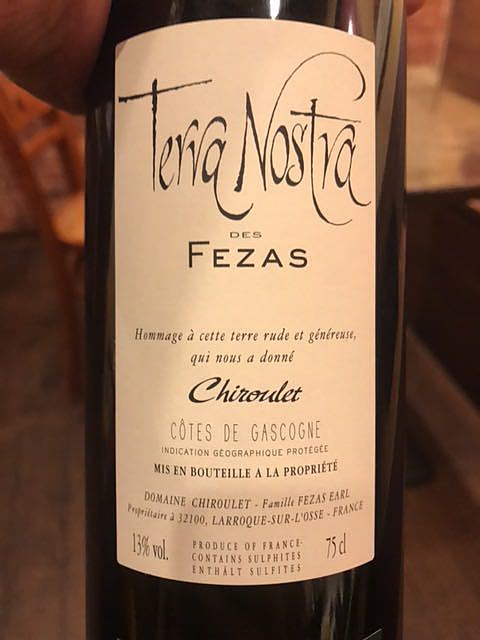 Terra Nostra
DES
FEZAS
Hommage à cette terre rude et généreuse,
qui nous a donné
Chiroulet
CÔTES DE GASCOGNE
INDICATION GÉOGRAPHIQUE PROTÉGÉE
MIS EN BOUTEILLE A LA PROPRIÉTÉ
DOMAINE CHIROULET - Famille FEZAS EARL
Propriétaire à 32100, LARROQUE-SUR-L'OSSE - FRANCE
13% vol.
PRODUCE OF FRANCE-
CONTAINS SULPHITES
ENTHÄLT SULFITES
75 cl